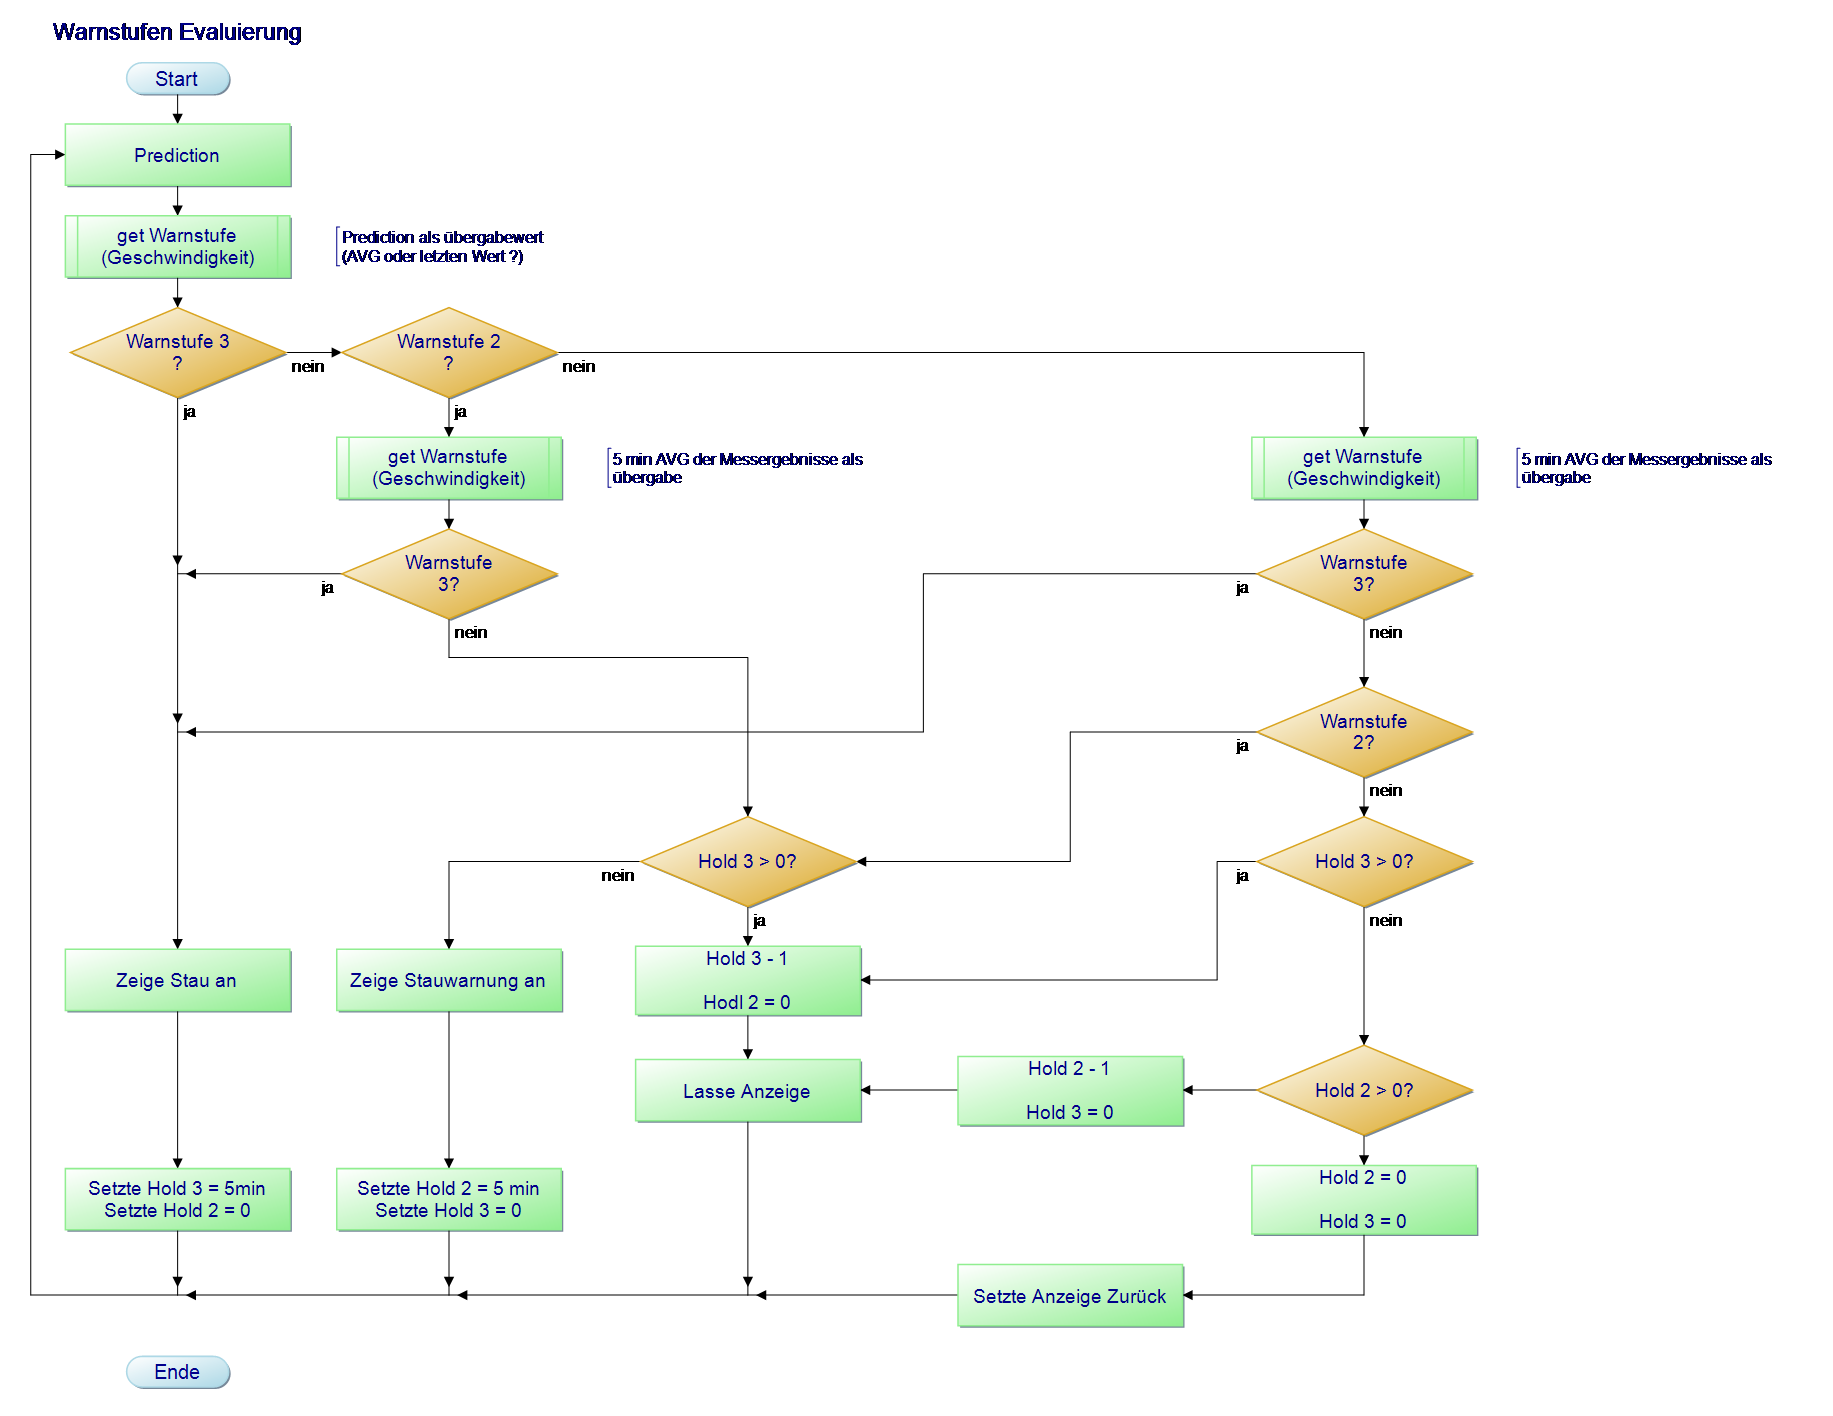 Warnstufen Evaluierung
Start
Prediction
get Warnstufe
(Geschwindigkeit)
Prediction als übergabewert
(AVG oder letzten Wert ?)
Warnstufe 3
?
nein
ja
Warnstufe 2
?
nein
ja
get Warnstufe
(Geschwindigkeit)
5 min AVG der Messergebnisse als
übergabe
get Warnstufe
(Geschwindigkeit)
5 min AVG der Messergebnisse als
übergabe
Warnstufe
3?
ja
nein
Warnstufe
3?
ja
nein
Warnstufe
2?
ja
nein
Hold 3 > 0?
nein
ja
Hold 3 > 0?
ja
nein
Zeige Stau an
Zeige Stauwarnung an
Hold 3 - 1
Hodl 2 = 0
Lasse Anzeige
Hold 2 - 1
Hold 3 = 0
Hold 2 > 0?
Setzte Hold 3 = 5min
Setzte Hold 2 = 0
Setzte Hold 2 = 5 min
Setzte Hold 3 = 0
Hold 2 = 0
Hold 3 = 0
Setzte Anzeige Zurück
Ende